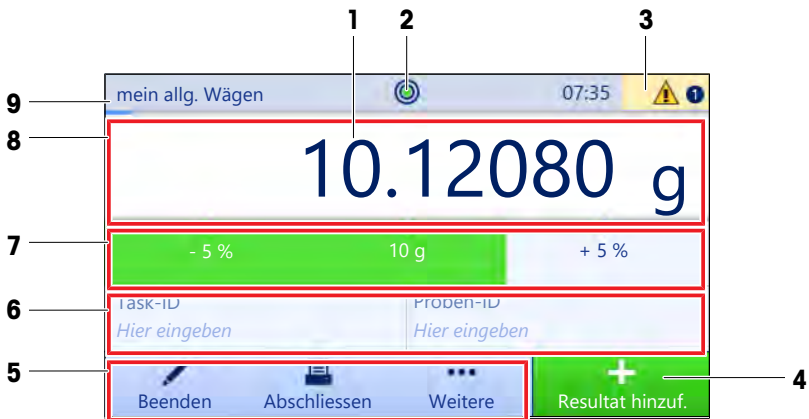 1 2 3
9 mein allg. Wägen 07:35 1
8 10.12080 g
7 - 5 % 10 g + 5 %
6 Task-ID Proben-ID
Hier eingeben Hier eingeben
5 Beenden Abschliessen Weitere Resultat hinzuf. 4